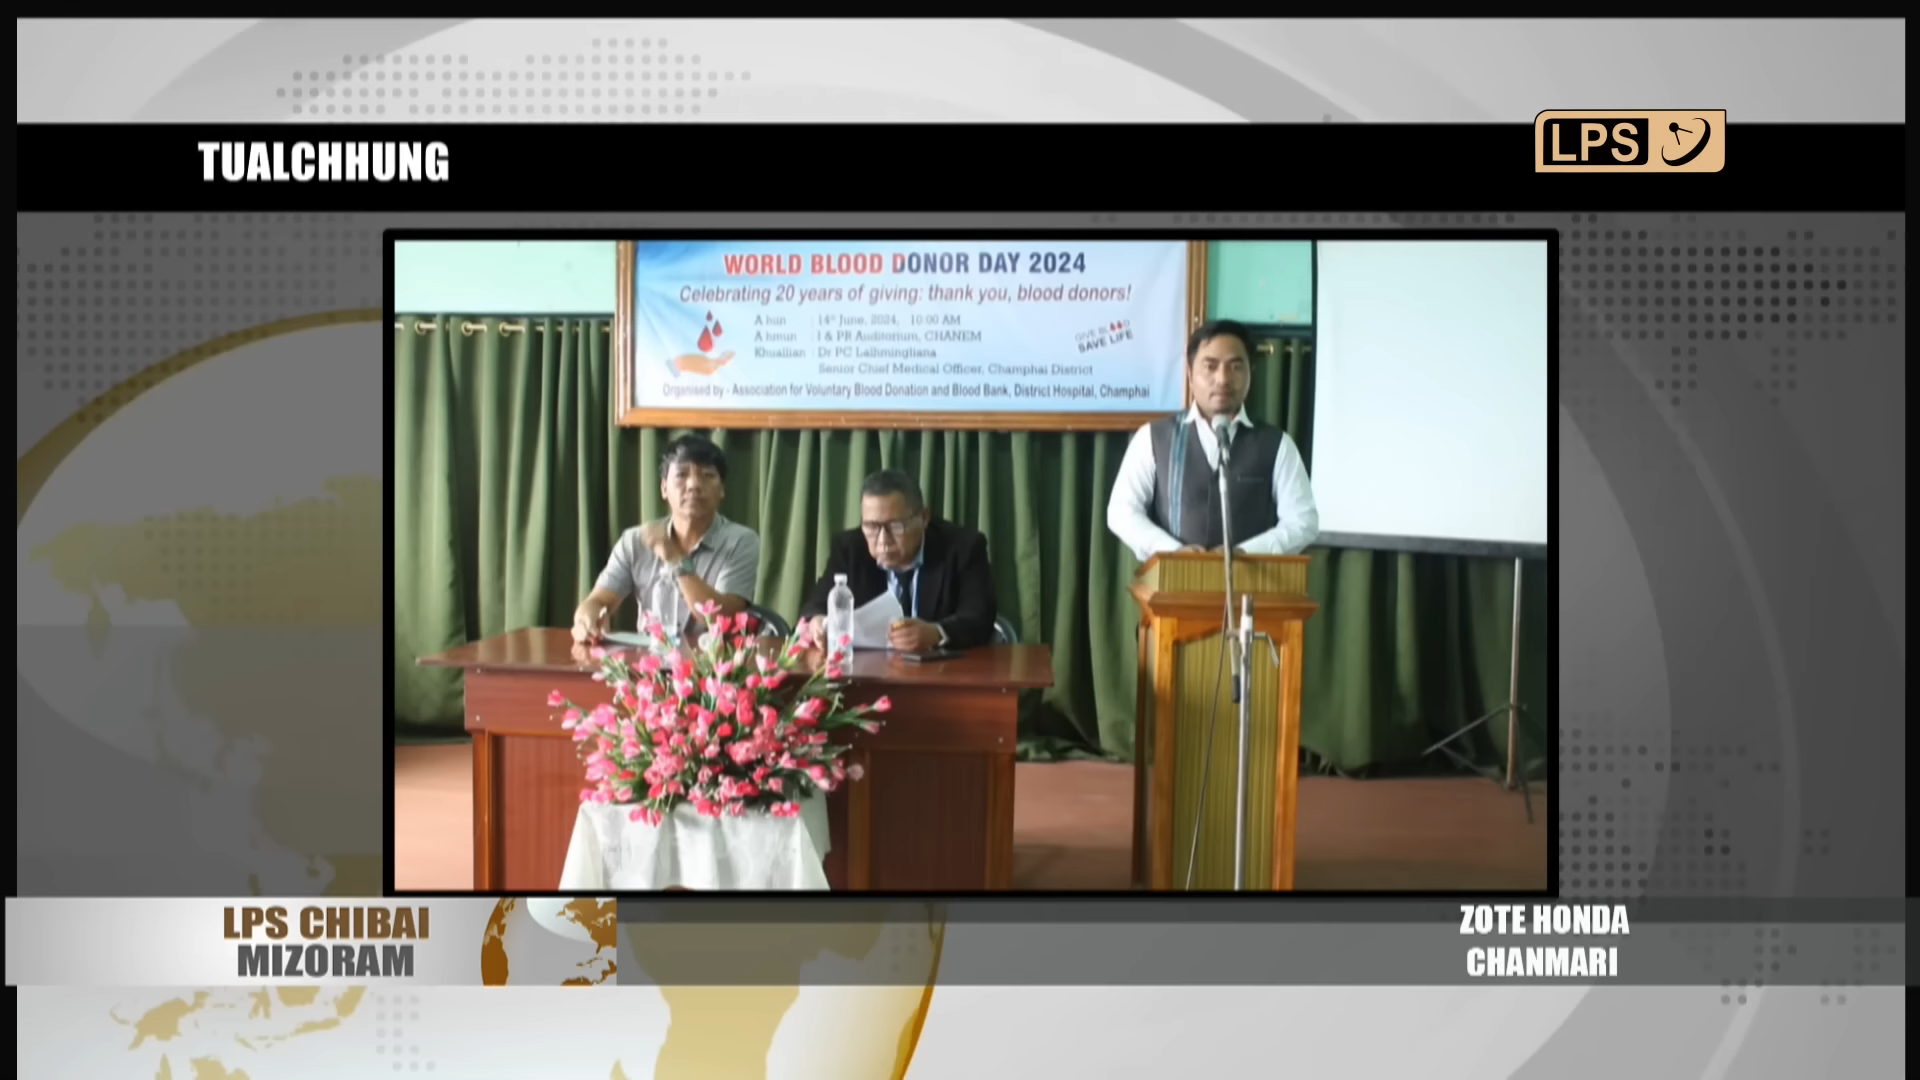 TUALCHHUNG
LPS
WORLD BLOOD DONOR DAY 2024
Celebrating 20 years of giving: thank you, blood donors!
A hun : 14th June, 2024, 10:00 AM
A hmun : I & PR Auditorium, CHANEM
Khuallian : Dr PC Lalhmingliana
Senior Chief Medical Officer, Champhai District
GIVE BLOOD
SAVE LIFE
Organised by - Association for Voluntary Blood Donation and Blood Bank, District Hospital, Champhai
LPS CHIBAI
MIZORAM
ZOTE HONDA
CHANMARI